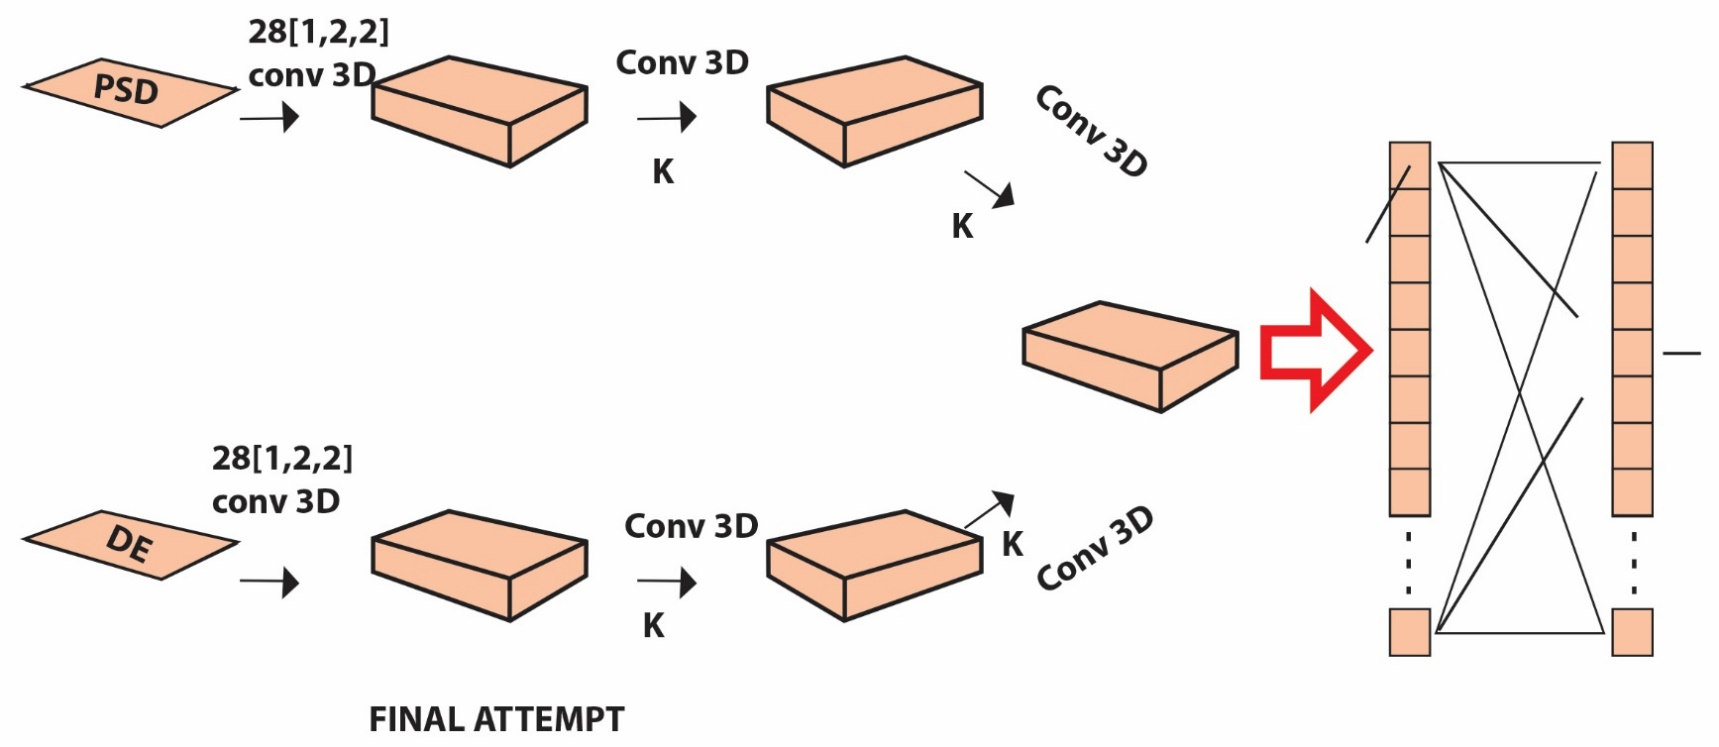 PSD
28[1,2,2]
conv 3D
Conv 3D
K
Conv 3D
K
DE
28[1,2,2]
conv 3D
Conv 3D
K
K
Conv 3D
FINAL ATTEMPT